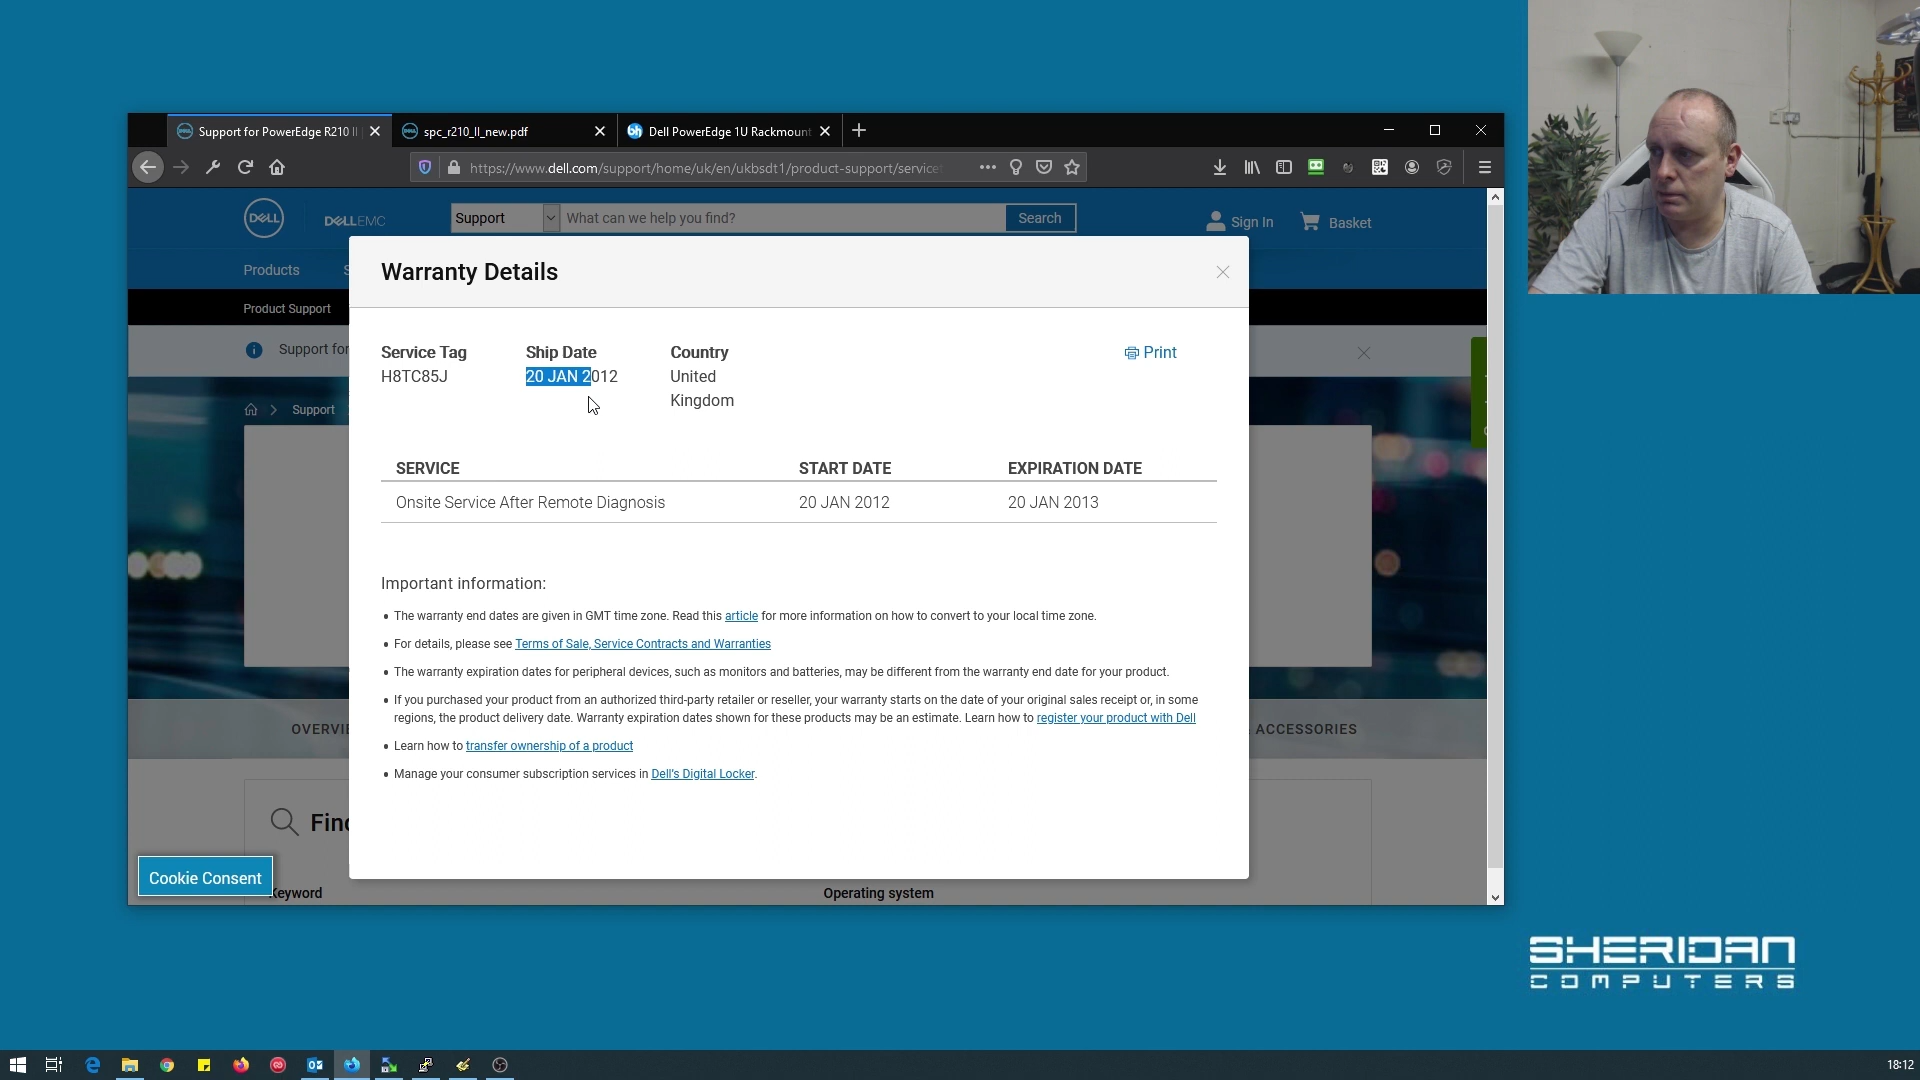 Support for PowerEdge R210 II
spc_r210_II_new.pdf
Dell PowerEdge 1U Rackmount
https://www.dell.com/support/home/uk/en/ukbsdt1/product-support/service
DELL
DELLEMC
Support
What can we help you find?
Search
Sign In
Basket
Products
S
Product Support
Support for
Support
Warranty Details
Service Tag
Ship Date
Country
Print
H8TC85J
20 JAN 2012
United
Kingdom
SERVICE
START DATE
EXPIRATION DATE
Onsite Service After Remote Diagnosis
20 JAN 2012
20 JAN 2013
Important information:
• The warranty end dates are given in GMT time zone. Read this article for more information on how to convert to your local time zone.
• For details, please see Terms of Sale, Service Contracts and Warranties
• The warranty expiration dates for peripheral devices, such as monitors and batteries, may be different from the warranty end date for your product.
• If you purchased your product from an authorized third-party retailer or reseller, your warranty starts on the date of your original sales receipt or, in some
regions, the product delivery date. Warranty expiration dates shown for these products may be an estimate. Learn how to register your product with Dell
• Learn how to transfer ownership of a product
• Manage your consumer subscription services in Dell's Digital Locker.
OVERVIE
ACCESSORIES
Find
Cookie Consent
Keyword
Operating system
SHERIDAN
COMPUTERS
18:12